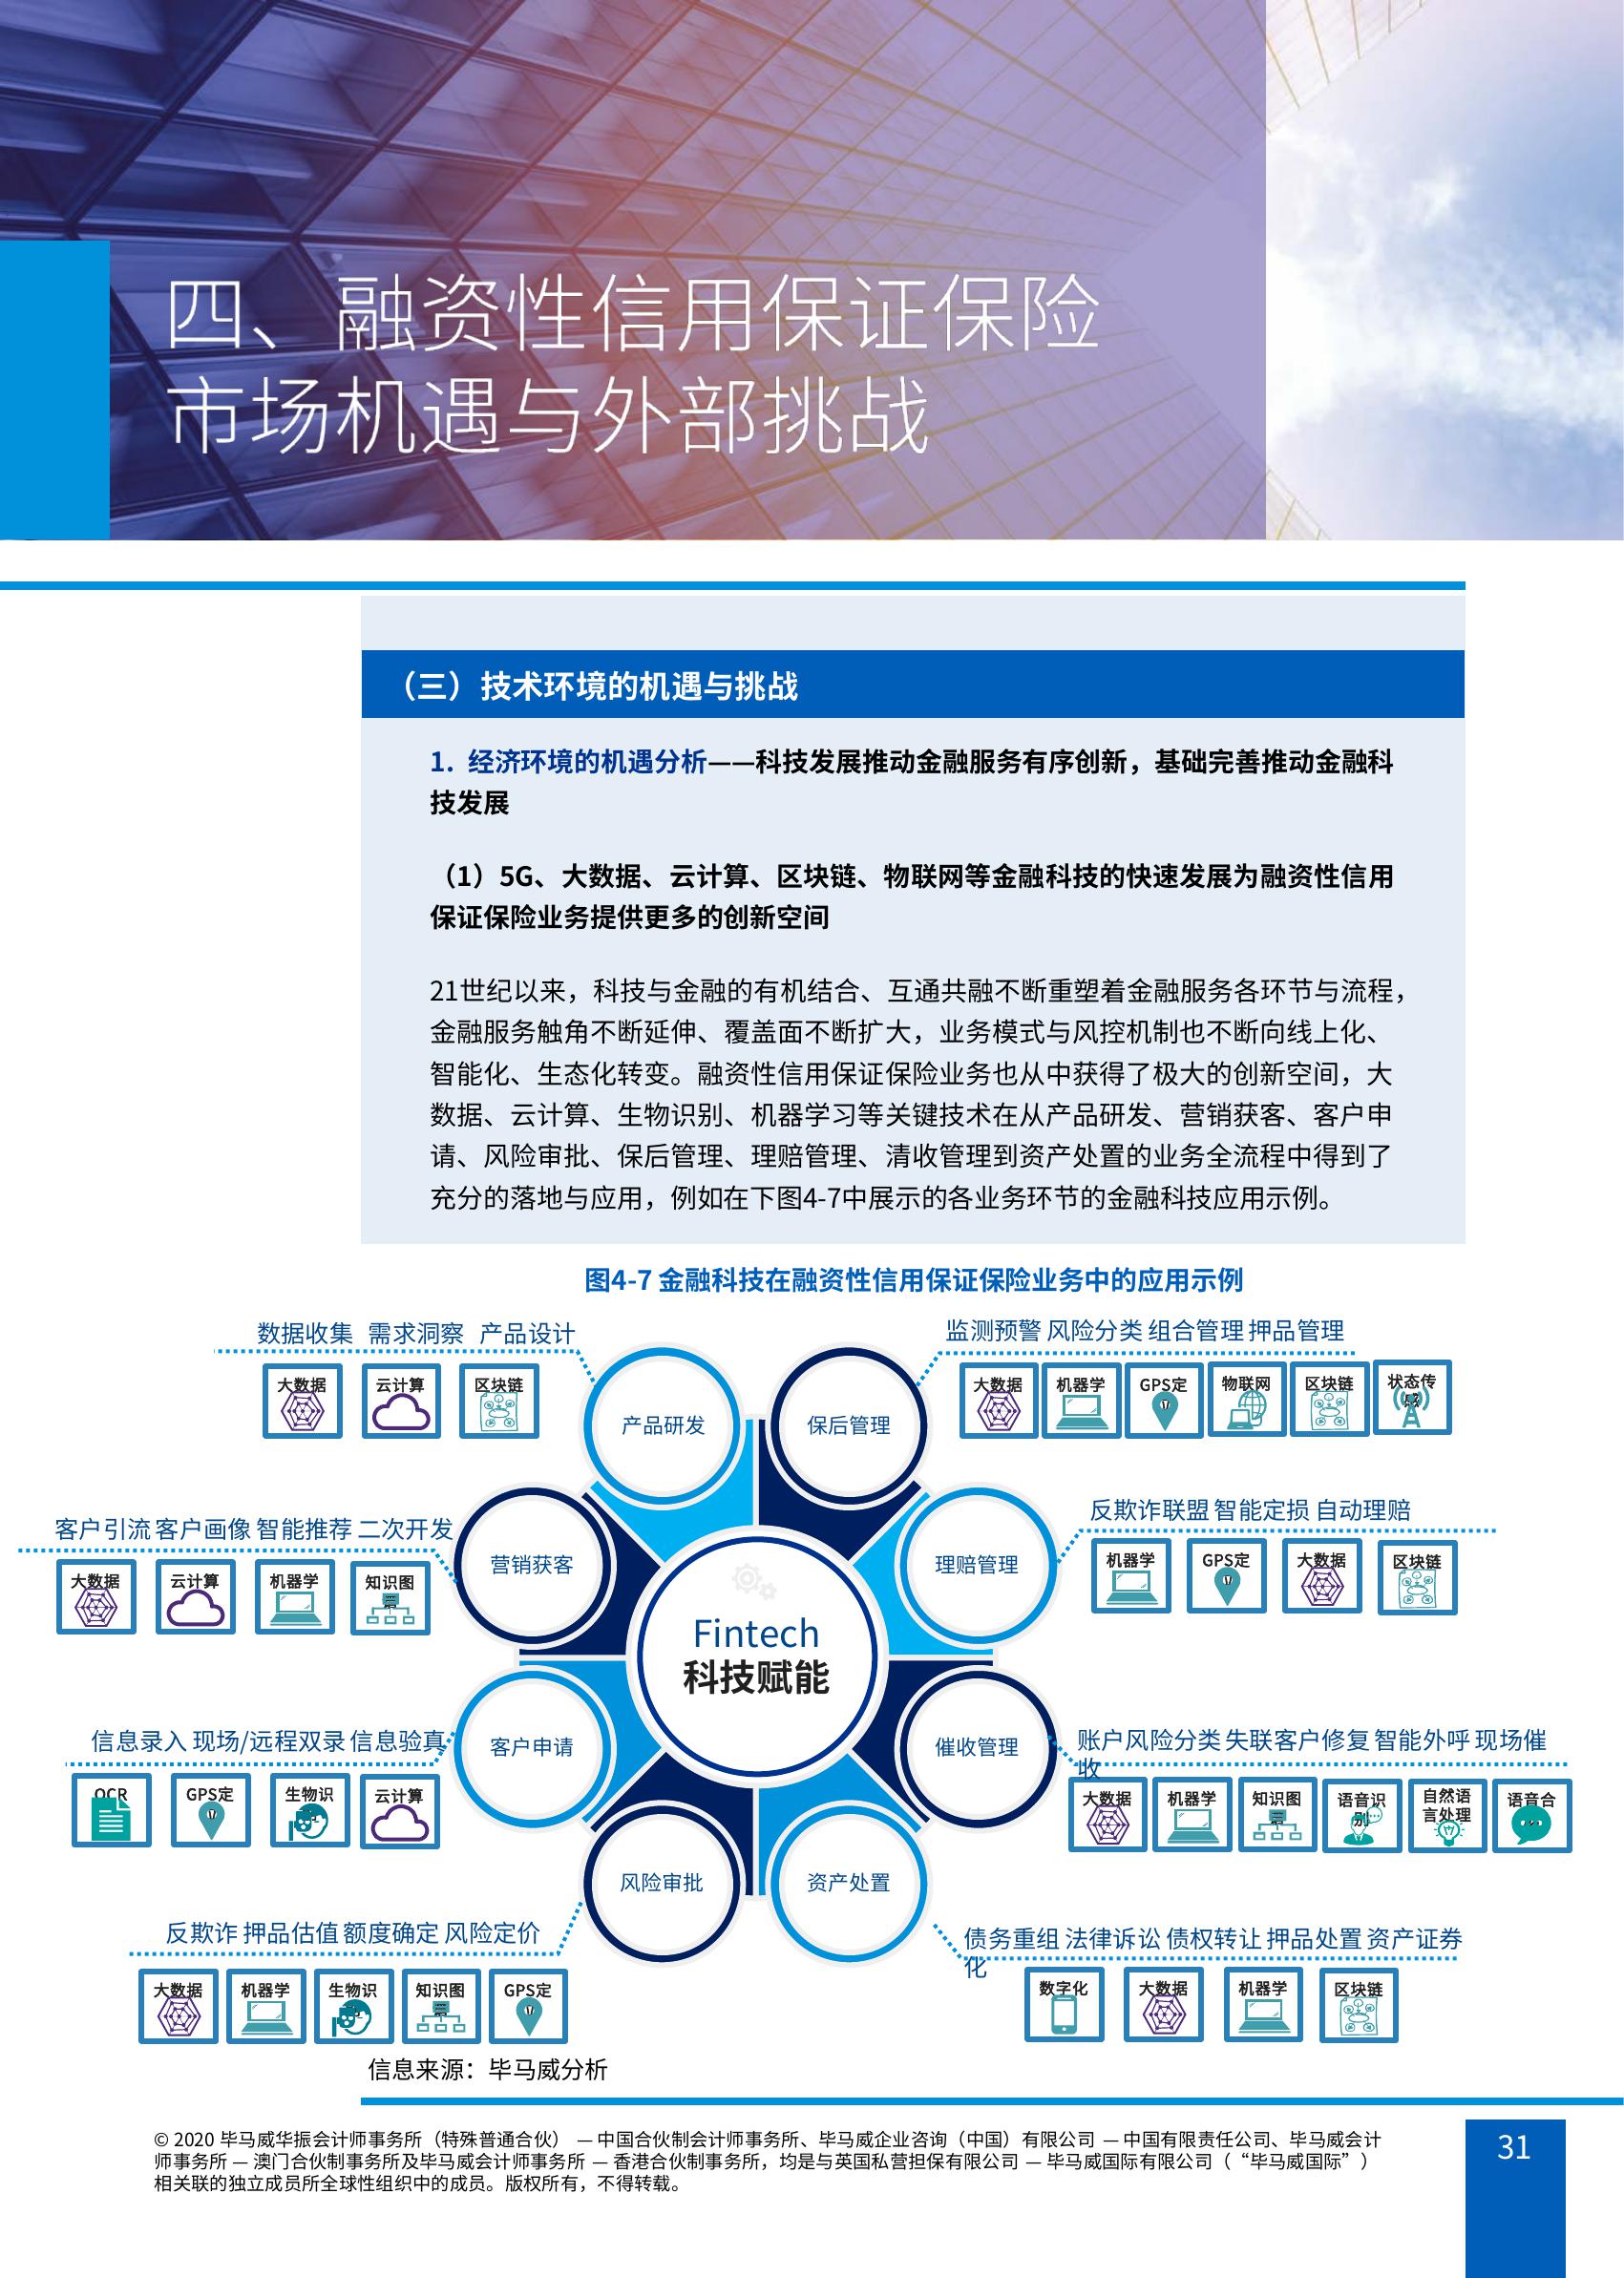 四、融资性信用保证保险
市场机遇与外部挑战
（三）技术环境的机遇与挑战
1. 经济环境的机遇分析——科技发展推动金融服务有序创新，基础完善推动金融科
技发展
（1）5G、大数据、云计算、区块链、物联网等金融科技的快速发展为融资性信用
保证保险业务提供更多的创新空间
21世纪以来，科技与金融的有机结合、互通共融不断重塑着金融服务各环节与流程，
金融服务触角不断延伸、覆盖面不断扩大，业务模式与风控机制也不断向线上化、
智能化、生态化转变。融资性信用保证保险业务也从中获得了极大的创新空间，大
数据、云计算、生物识别、机器学习等关键技术在从产品研发、营销获客、客户申
请、风险审批、保后管理、理赔管理、清收管理到资产处置的业务全流程中得到了
充分的落地与应用，例如在下图4-7中展示的各业务环节的金融科技应用示例。
图4-7 金融科技在融资性信用保证保险业务中的应用示例
数据收集 需求洞察 产品设计
大数据 云计算 区块链
监测预警 风险分类 组合管理 押品管理
大数据 机器学 GPS定 物联网 区块链 状态传
感
产品研发
保后管理
客户引流 客户画像 智能推荐 二次开发
大数据 云计算 机器学 知识图
营销获客
理赔管理
反欺诈联盟 智能定损 自动理赔
机器学 GPS定 大数据 区块链
Fintech
科技赋能
信息录入 现场/远程双录 信息验真
OCR GPS定 生物识 云计算
客户申请
催收管理
账户风险分类 失联客户修复 智能外呼 现场催
收
大数据 机器学 知识图 语音识
别
自然语
言处理
语音合
风险审批
资产处置
反欺诈 押品估值 额度确定 风险定价
大数据 机器学 生物识 知识图 GPS定
债务重组 法律诉讼 债权转让 押品处置 资产证券
化
数字化 大数据 机器学 区块链
信息来源：毕马威分析
© 2020 毕马威华振会计师事务所（特殊普通合伙） — 中国合伙制会计师事务所、毕马威企业咨询（中国）有限公司 — 中国有限责任公司、毕马威会计
师事务所 — 澳门合伙制事务所及毕马威会计师事务所 — 香港合伙制事务所，均是与英国私营担保有限公司 — 毕马威国际有限公司（“毕马威国际”）
相关联的独立成员所全球性组织中的成员。版权所有，不得转载。
31